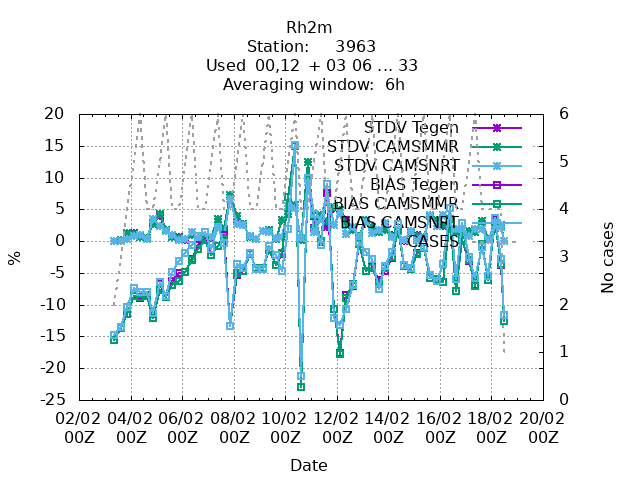 Rh2m
Station: 3963
Used 00,12 + 03 06 ... 33
Averaging window: 6h
20 6
STDV Tegen
15 STDV CAMSMMR
STDV CAMSNRT
10 5
BIAS Tegen
5 BIAS CAMSMMR 4
BIAS CAMSNRT
0 CASES
-5 3
-10 2
-15
-20 1
-25 0
02/02 04/02 06/02 08/02 10/02 12/02 14/02 16/02 18/02 20/02
00Z 00Z 00Z 00Z 00Z 00Z 00Z 00Z 00Z 00Z
Date
%
No cases